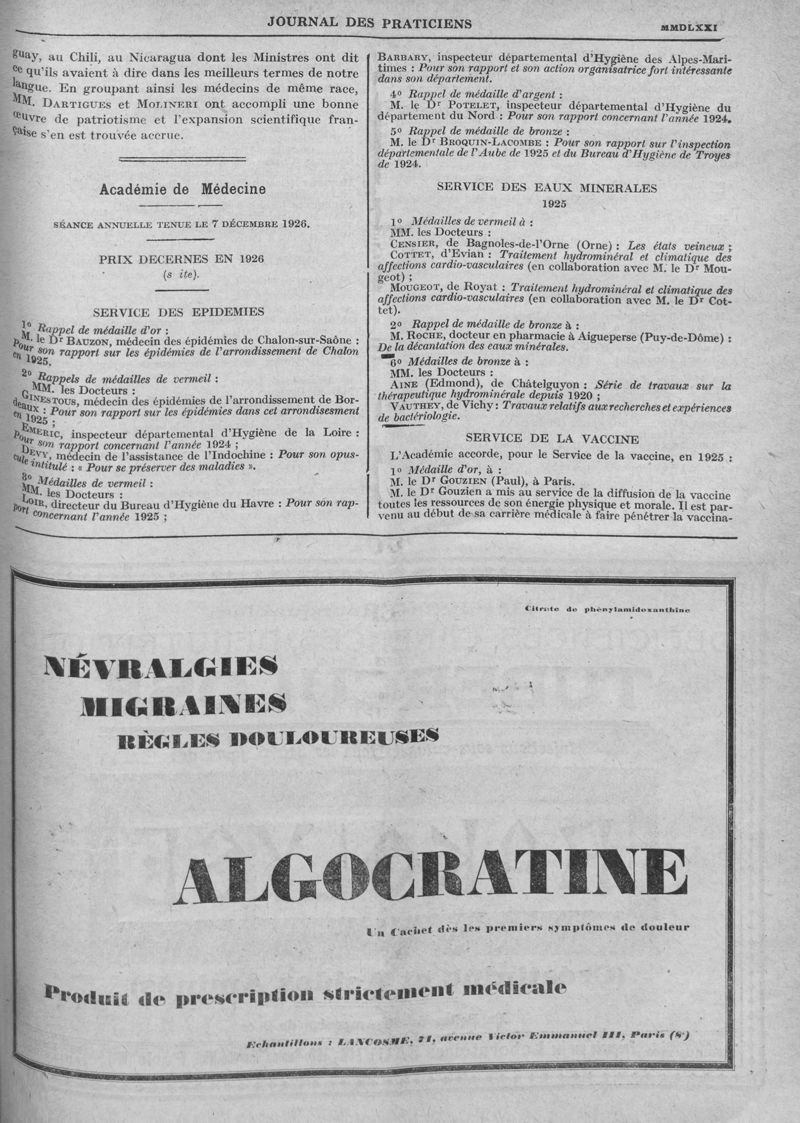 JOURNAL DES PRATICIENS
MMDLXXI
guay, au Chili, au Nicaragua dont les Ministres ont dit
ce qu'ils avaient à dire dans les meilleurs termes de notre
langue. En groupant ainsi les médecins de même race,
MM. DARTIGUES et MOLINERI ont accompli une bonne
œuvre de patriotisme et l'expansion scientifique fran-
çaise s'en est trouvée accrue.
Académie de Médecine
SÉANCE ANNUELLE TENUE LE 7 DÉCEMBRE 1926.
PRIX DECERNES EN 1926
(s ite).
SERVICE DES EPIDEMIES
1º Rappel de médaille d'or :
M. le Dr BAUZON, médecin des épidémies de Chalon-sur-Saône :
Pour son rapport sur les épidémies de l'arrondissement de Chalon
en 1925.
2º Rappels de médailles de vermeil :
MM. les Docteurs :
GINESTOUS, médecin des épidémies de l'arrondissement de Bor-
deaux : Pour son rapport sur les épidémies dans cet arrondisesment
en 1925 ;
EMERIC, inspecteur départemental d'Hygiène de la Loire :
Pour son rapport concernant l'année 1924 ;
DEVY, médecin de l'assistance de l'Indochine : Pour son opus-
cule intitulé : « Pour se préserver des maladies ».
3º Médailles de vermeil :
MM. les Docteurs :
LOIR, directeur du Bureau d'Hygiène du Havre : Pour son rap-
port concernant l'année 1925 ;
BARBARY, inspecteur départemental d'Hygiène des Alpes-Mari-
times : Pour son rapport et son action organisatrice fort intéressante
dans son département.
4º Rappel de médaille d'argent :
M. le Dr POTELET, inspecteur départemental d'Hygiène du
département du Nord : Pour son rapport concernant l'année 1924.
5º Rappel de médaille de bronze :
M. le Dr BROQUIN-LACOMBE : Pour son rapport sur l'inspection
départementale de l'Aube de 1925 et du Bureau d'Hygiène de Troyes
de 1924.
SERVICE DES EAUX MINERALES
1925
1º Médailles de vermeil à :
MM. les Docteurs :
CENSIER, de Bagnoles-de-l'Orne (Orne) : Les états veineux ;
COTTET, d'Evian : Traitement hydrominéral et climatique des
affections cardio-vasculaires (en collaboration avec M. le Dr Mou-
geot) ;
MOUGEOT, de Royat : Traitement hydrominéral et climatique des
affections cardio-vasculaires (en collaboration avec M. le Dr Cot-
tet).
2º Rappel de médaille de bronze à :
M. ROCHE, docteur en pharmacie à Aigueperse (Puy-de-Dôme) :
De la décantation des eaux minérales.
6º Médailles de bronze à :
MM. les Docteurs :
AINE (Edmond), de Châtelguyon : Série de travaux sur la
thérapeutique hydrominérale depuis 1920 ;
VAUTHEY, de Vichy : Travaux relatifs aux recherches et expériences
de bactériologie.
SERVICE DE LA VACCINE
L'Académie accorde, pour le Service de la vaccine, en 1925 :
1º Médaille d'or, à :
M. le Dr GOUZIEN (Paul), à Paris.
M. le Dr Gouzien a mis au service de la diffusion de la vaccine
toutes les ressources de son énergie physique et morale. Il est par-
venu au début de sa carrière médicale à faire pénétrer la vaccina-
Citrate de phénylamidoxanthine
NÉVRALGIES
MIGRAINES
RÈGLES DOULOUREUSES
ALGOCRATINE
Un Cachet dès les premiers symptômes de douleur
Produit de prescription strictement médicale
Echantillons : LANCOSME, 71, avenue Victor Emmanuel III, Paris (8e)